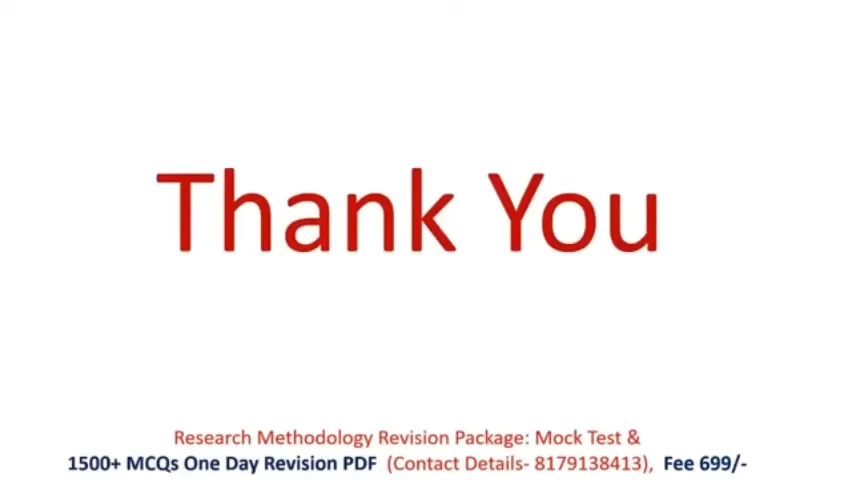 Thank You
Research Methodology Revision Package: Mock Test &
1500+ MCQs One Day Revision PDF (Contact Details- 8179138413), Fee 699/-